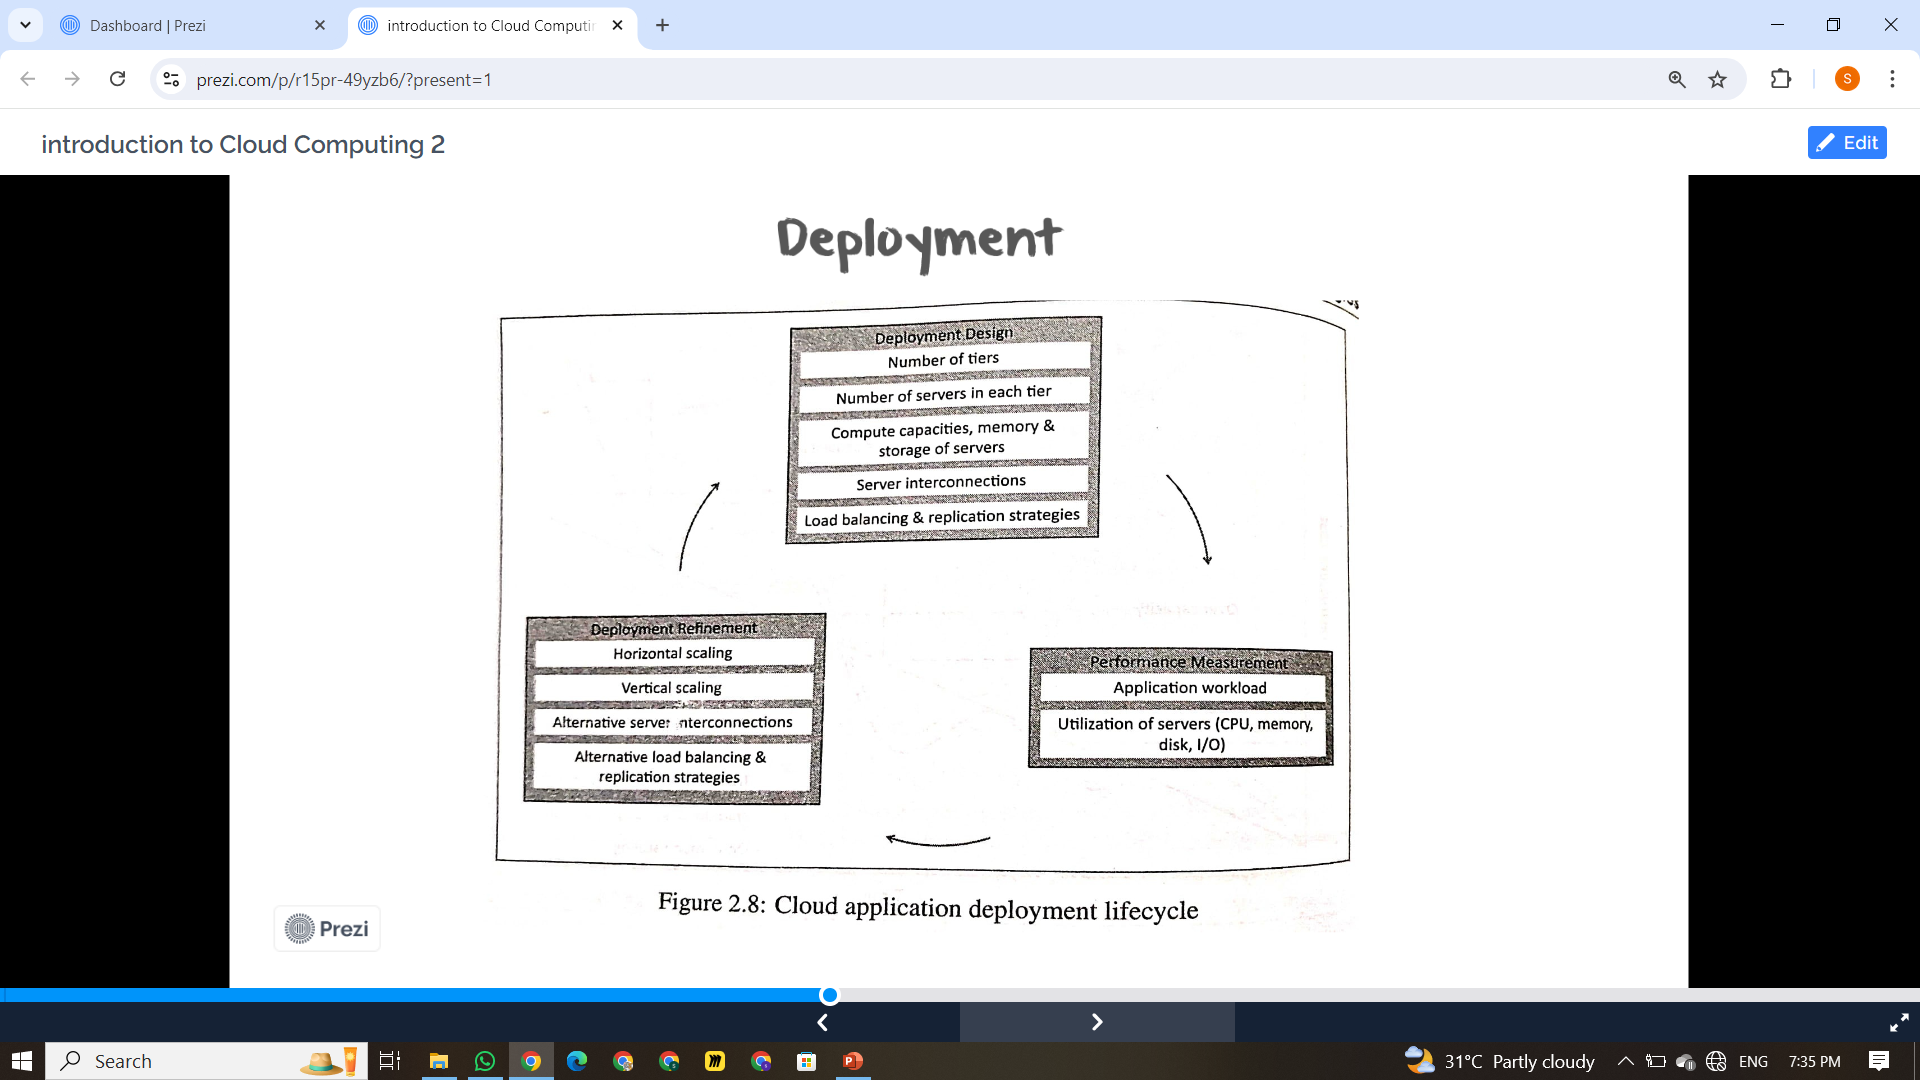 Dashboard | Prezi
introduction to Cloud Computin
prezi.com/p/r15pr-49yzb6/?present=1
S
introduction to Cloud Computing 2
Edit
Deployment
Deployment Design
Number of tiers
Number of servers in each tier
Compute capacities, memory &
storage of servers
Server interconnections
Load balancing & replication strategies
Deployment Refinement
Horizontal scaling
Vertical scaling
Alternative server interconnections
Alternative load balancing &
replication strategies
Performance Measurement
Application workload
Utilization of servers (CPU, memory,
disk, I/O)
Figure 2.8: Cloud application deployment lifecycle
Prezi
Search
31°C Partly cloudy
ENG
7:35 PM